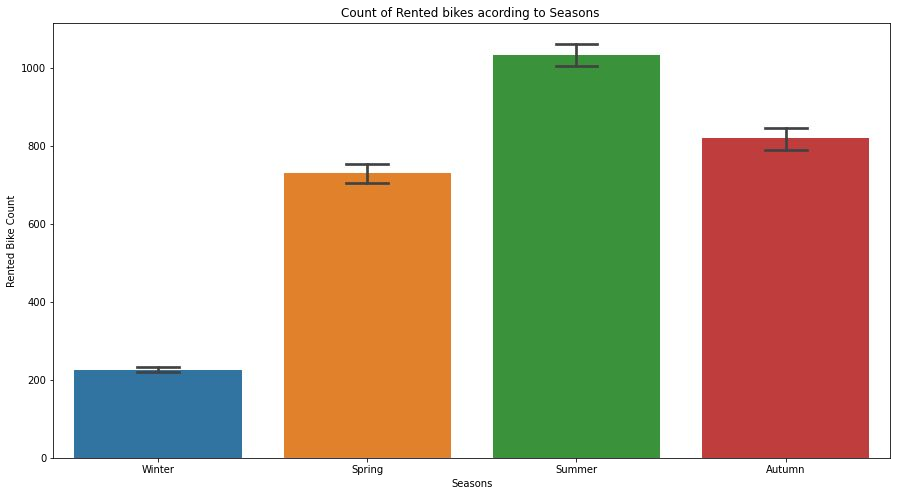 Count of Rented bikes acording to Seasons
Rented Bike Count
1000
800
600
400
200
0
Winter Spring Summer Autumn
Seasons